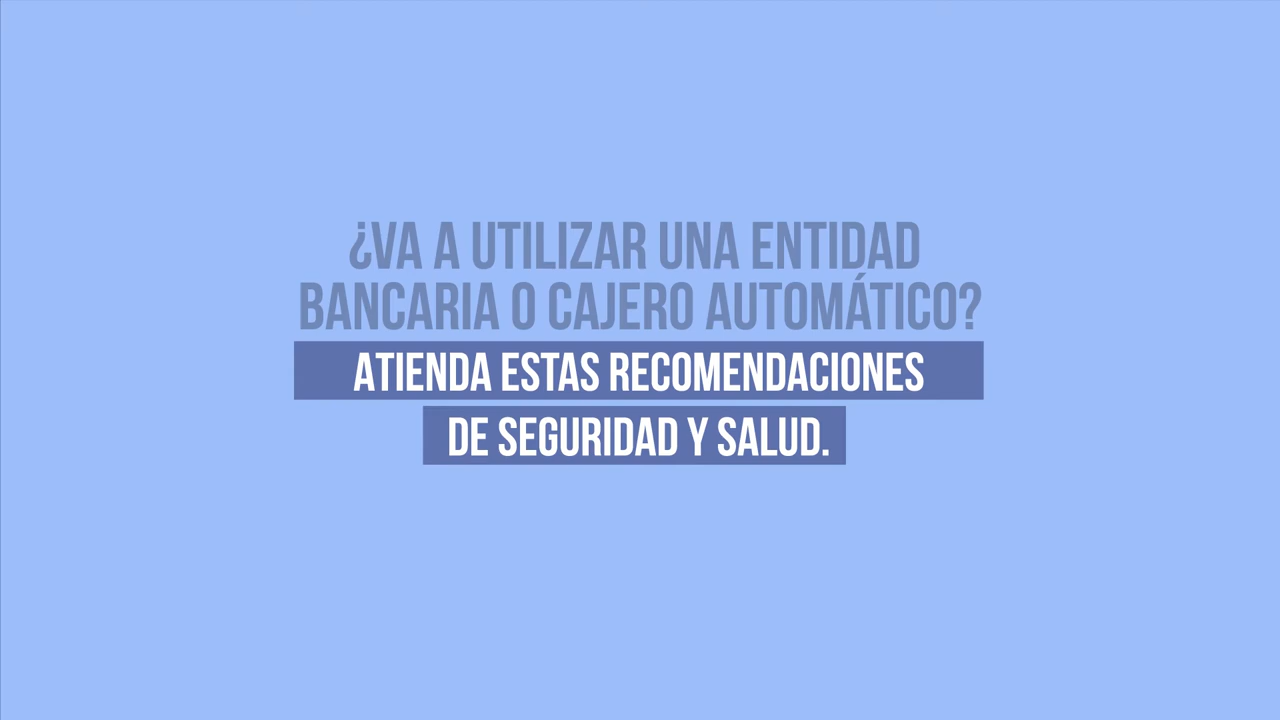 ¿VA A UTILIZAR UNA ENTIDAD
BANCARIA O CAJERO AUTOMÁTICO?
ATIENDA ESTAS RECOMENDACIONES
DE SEGURIDAD Y SALUD.